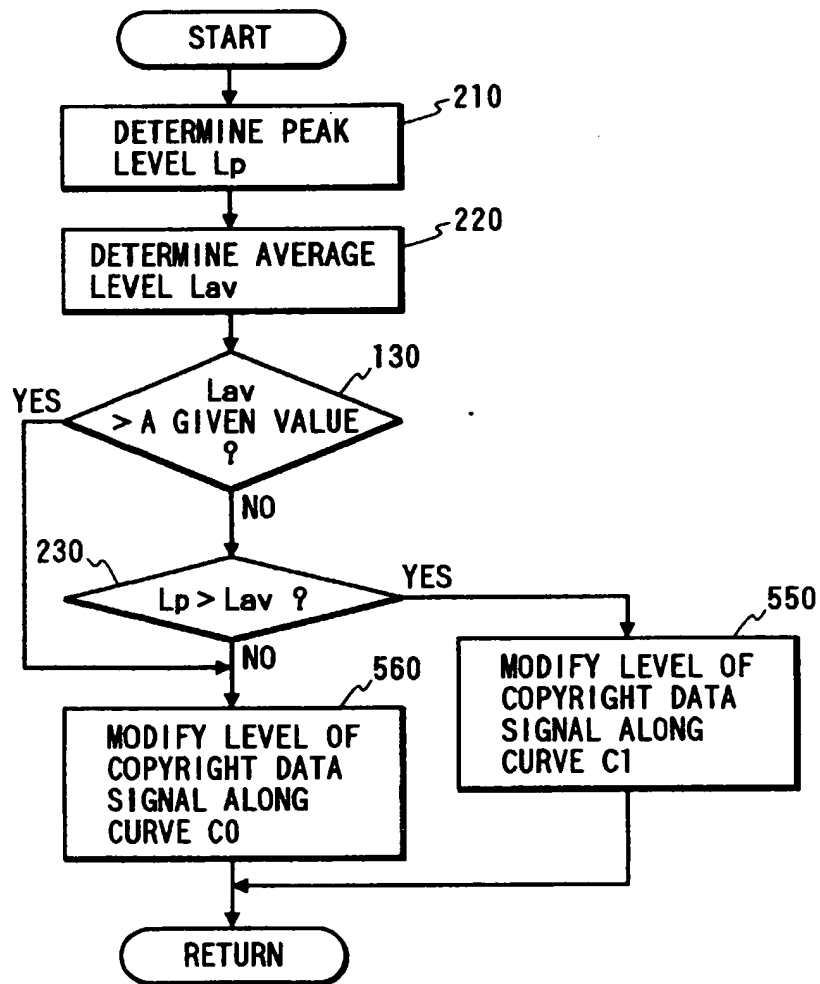 START
210
DETERMINE PEAK
LEVEL Lp
220
DETERMINE AVERAGE
LEVEL Lav
130
YES
Lav
> A GIVEN VALUE
?
NO
230
YES
Lp > Lav ?
550
NO
560
MODIFY LEVEL OF
COPYRIGHT DATA
SIGNAL ALONG
CURVE C1
MODIFY LEVEL OF
COPYRIGHT DATA
SIGNAL ALONG
CURVE C0
RETURN